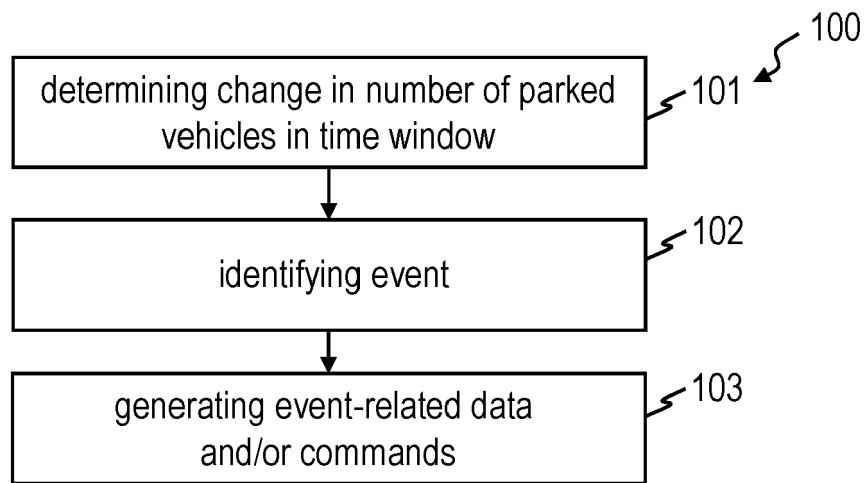 100
determining change in number of parked
vehicles in time window
101
identifying event
102
generating event-related data
and/or commands
103